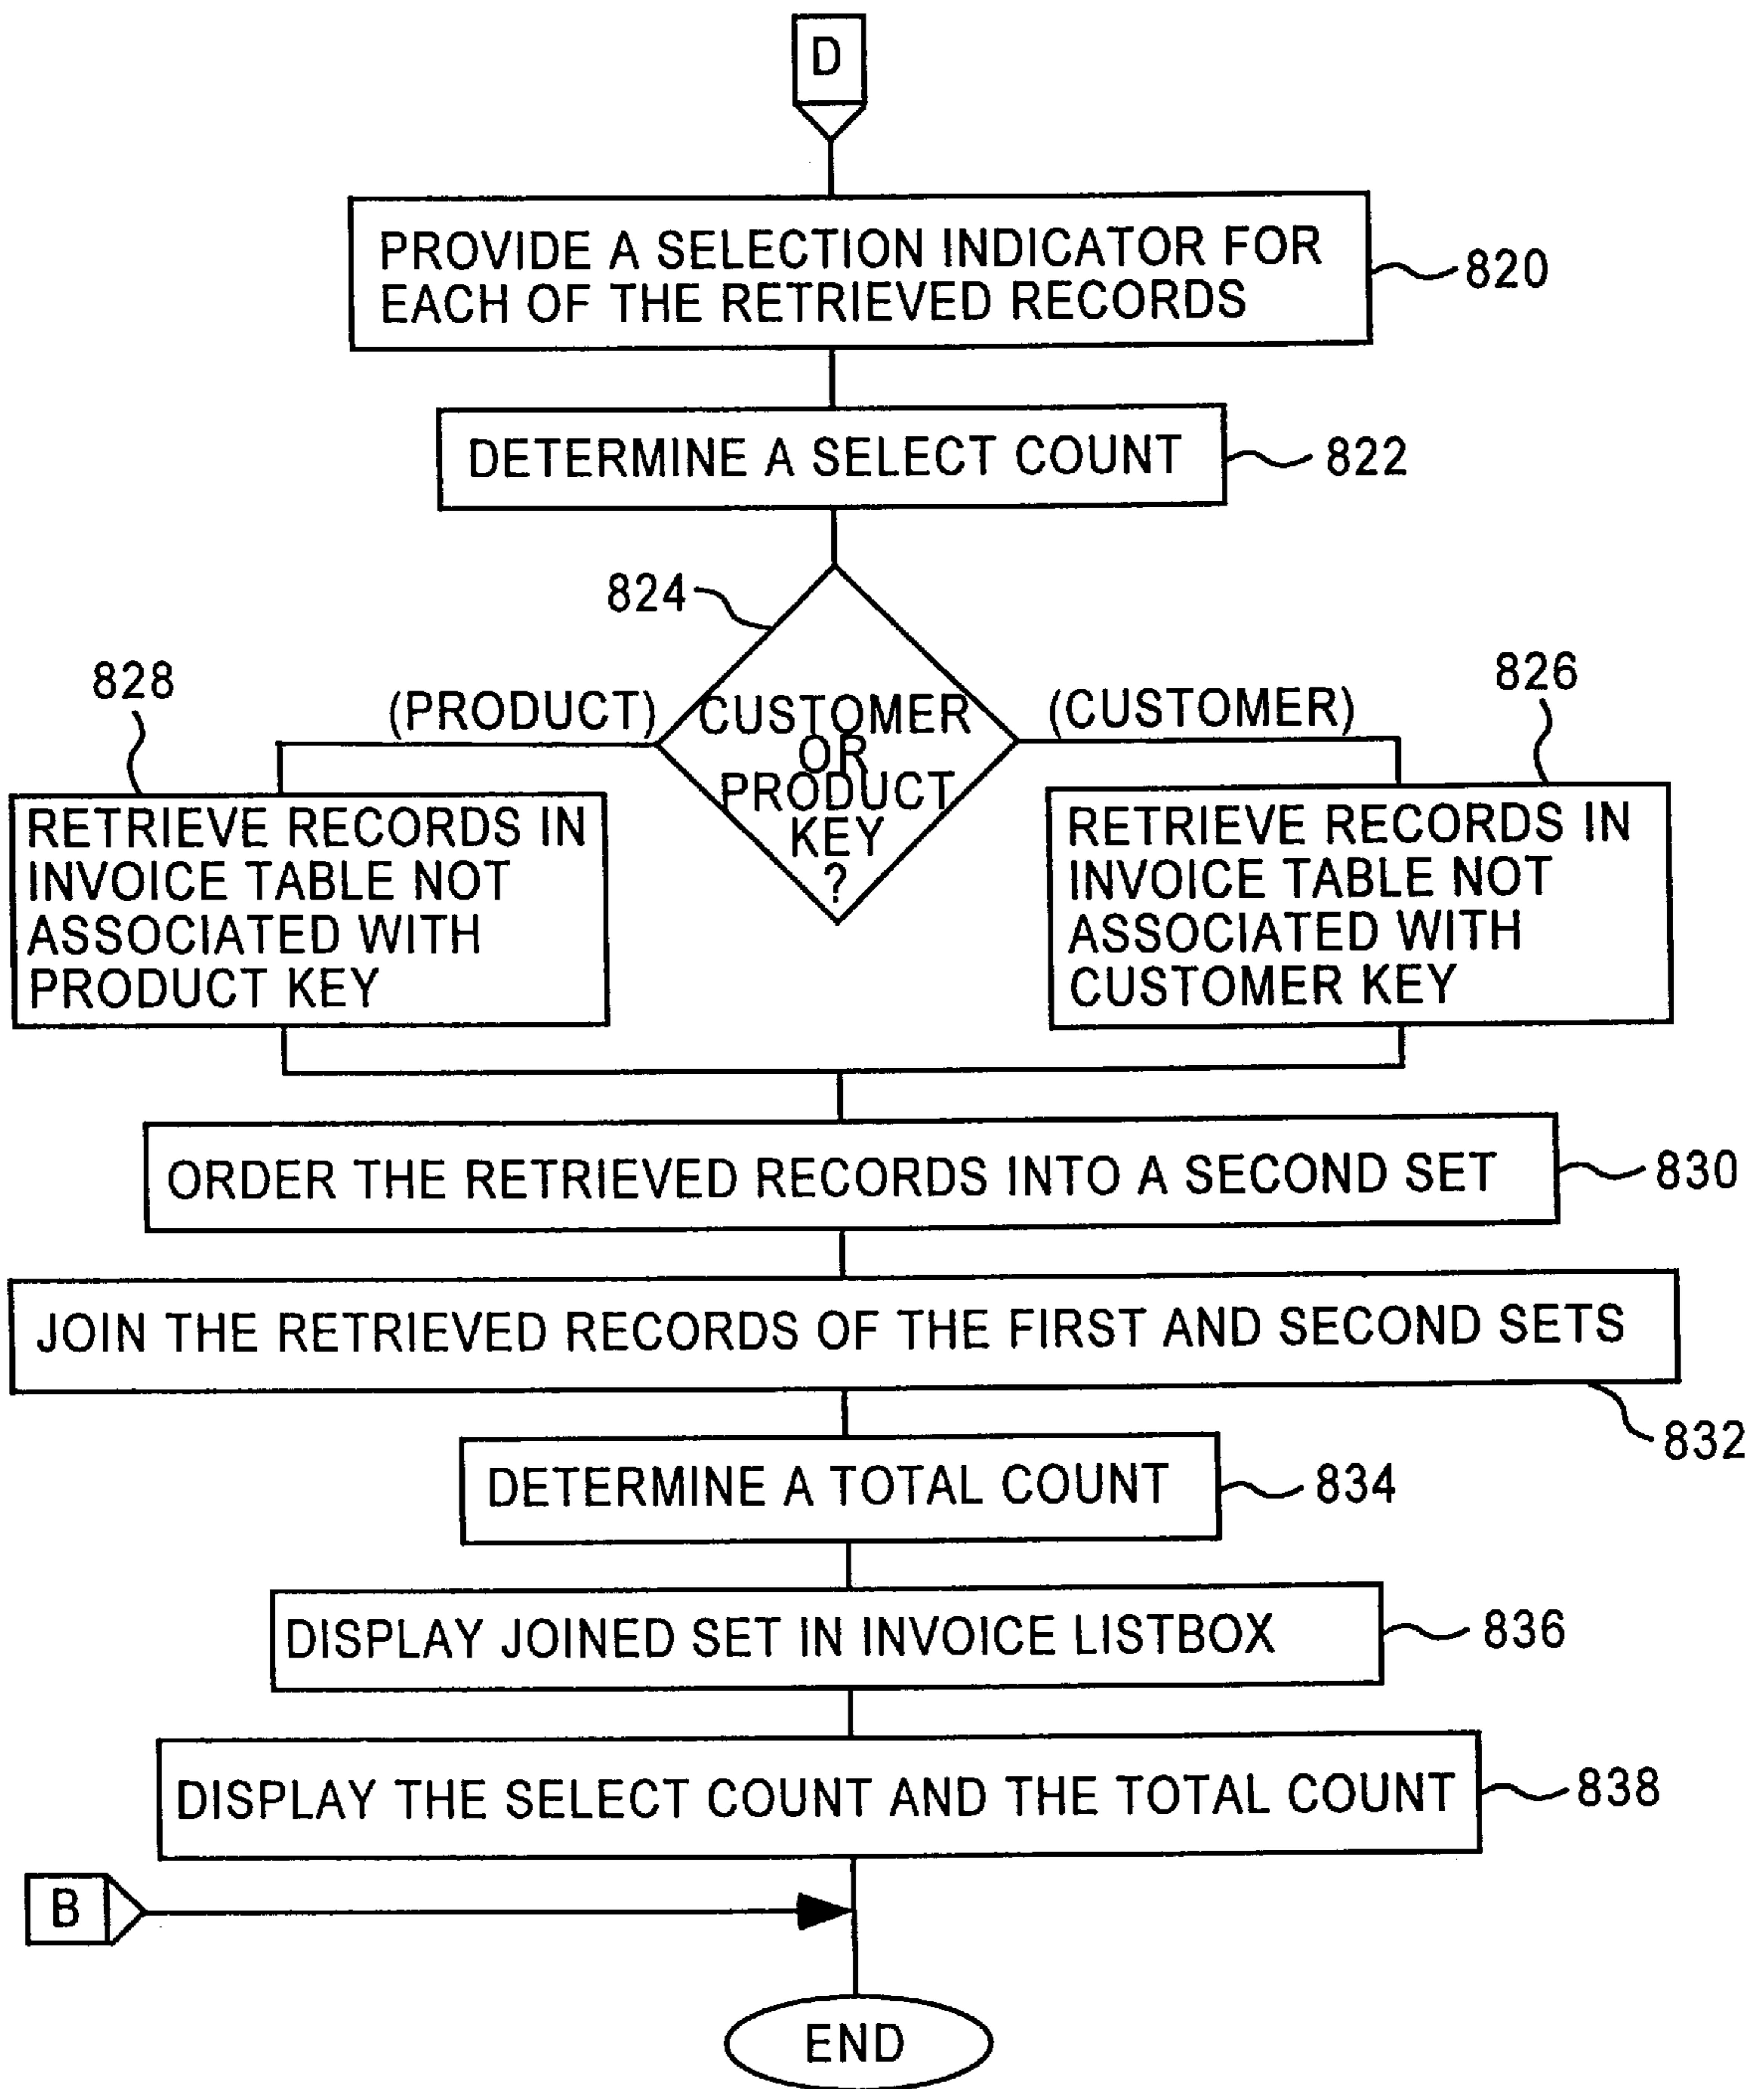 D
PROVIDE A SELECTION INDICATOR FOR
EACH OF THE RETRIEVED RECORDS
820
DETERMINE A SELECT COUNT
822
824
CUSTOMER
OR
PRODUCT
KEY
?
(PRODUCT)
(CUSTOMER)
828
RETRIEVE RECORDS IN
INVOICE TABLE NOT
ASSOCIATED WITH
PRODUCT KEY
826
RETRIEVE RECORDS IN
INVOICE TABLE NOT
ASSOCIATED WITH
CUSTOMER KEY
ORDER THE RETRIEVED RECORDS INTO A SECOND SET
830
JOIN THE RETRIEVED RECORDS OF THE FIRST AND SECOND SETS
832
DETERMINE A TOTAL COUNT
834
DISPLAY JOINED SET IN INVOICE LISTBOX
836
DISPLAY THE SELECT COUNT AND THE TOTAL COUNT
838
B
END